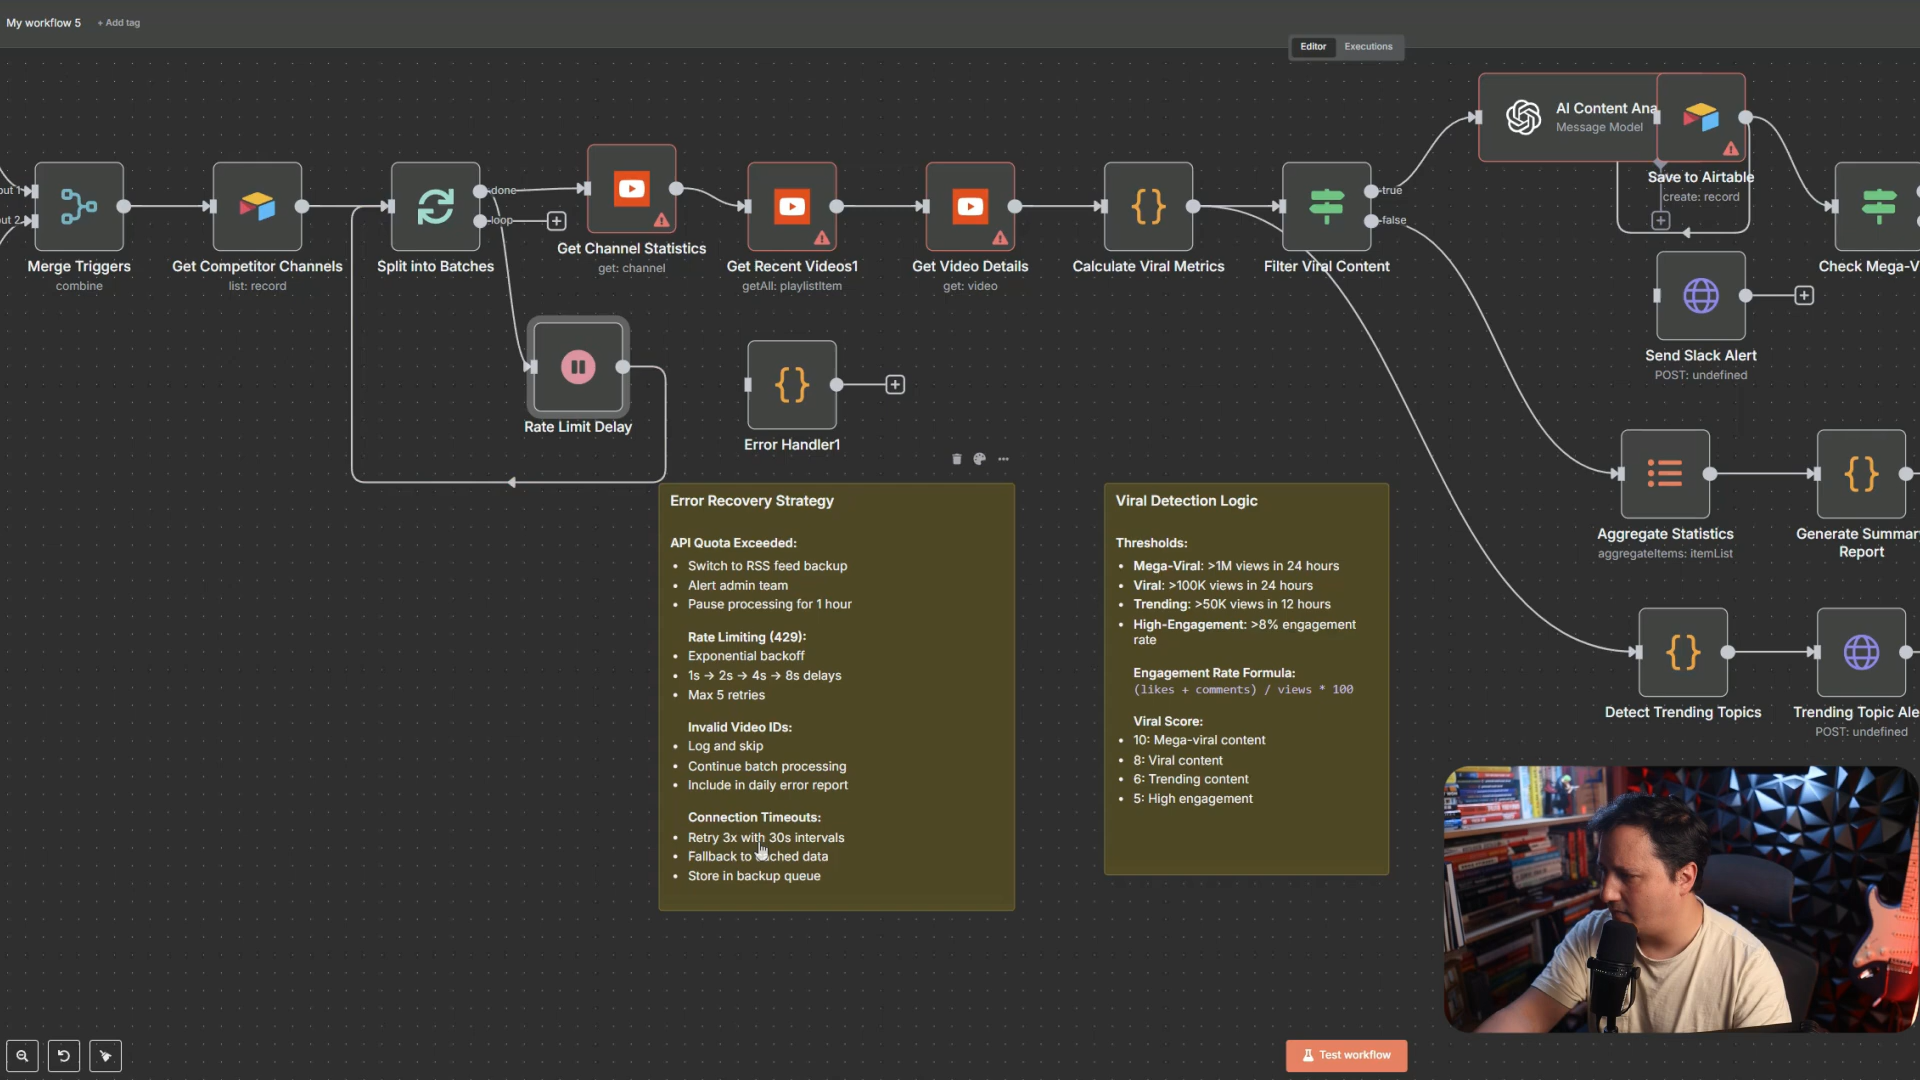 My workflow 5
+ Add tag
Editor
Executions
put 1
put 2
Merge Triggers
combine
Get Competitor Channels
list: record
Split into Batches
done
loop
Get Channel Statistics
get: channel
Get Recent Videos1
getAll: playlistItem
Get Video Details
get: video
Calculate Viral Metrics
Filter Viral Content
true
false
AI Content Ana
Message Model
Save to Airtable
create: record
Check Mega-V
Send Slack Alert
POST: undefined
Rate Limit Delay
Error Handler1
Aggregate Statistics
aggregateItems: itemList
Generate Summary
Report
Detect Trending Topics
Trending Topic Ale
POST: undefined
Error Recovery Strategy
API Quota Exceeded:
• Switch to RSS feed backup
• Alert admin team
• Pause processing for 1 hour
Rate Limiting (429):
• Exponential backoff
• 1s → 2s → 4s → 8s delays
• Max 5 retries
Invalid Video IDs:
• Log and skip
• Continue batch processing
• Include in daily error report
Connection Timeouts:
• Retry 3x with 30s intervals
• Fallback to cached data
• Store in backup queue
Viral Detection Logic
Thresholds:
• Mega-Viral: >1M views in 24 hours
• Viral: >100K views in 24 hours
• Trending: >50K views in 12 hours
• High-Engagement: >8% engagement
rate
Engagement Rate Formula:
(likes + comments) / views * 100
Viral Score:
• 10: Mega-viral content
• 8: Viral content
• 6: Trending content
• 5: High engagement
Test workflow